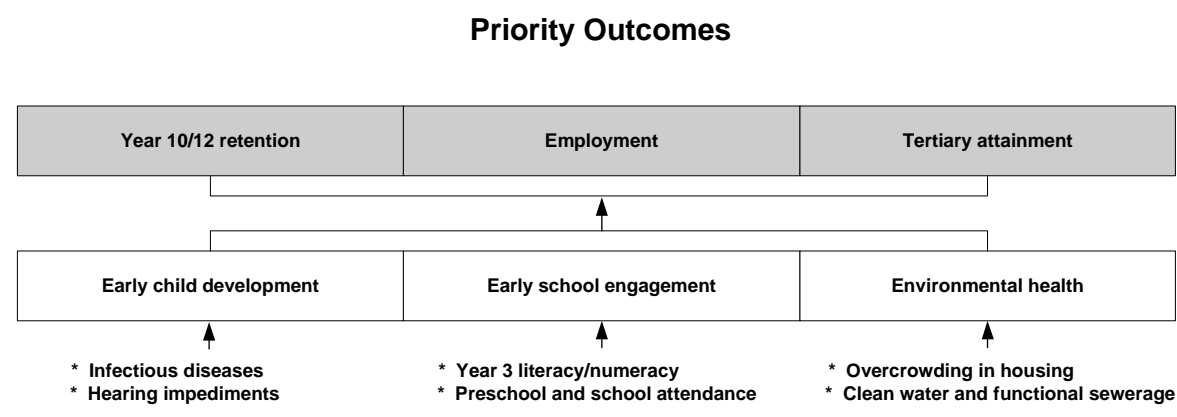 Priority Outcomes
Year 10/12 retention
Employment
Tertiary attainment
Early child development
Early school engagement
Environmental health
* Infectious diseases
* Hearing impediments
* Year 3 literacy/numeracy
* Preschool and school attendance
* Overcrowding in housing
* Clean water and functional sewerage